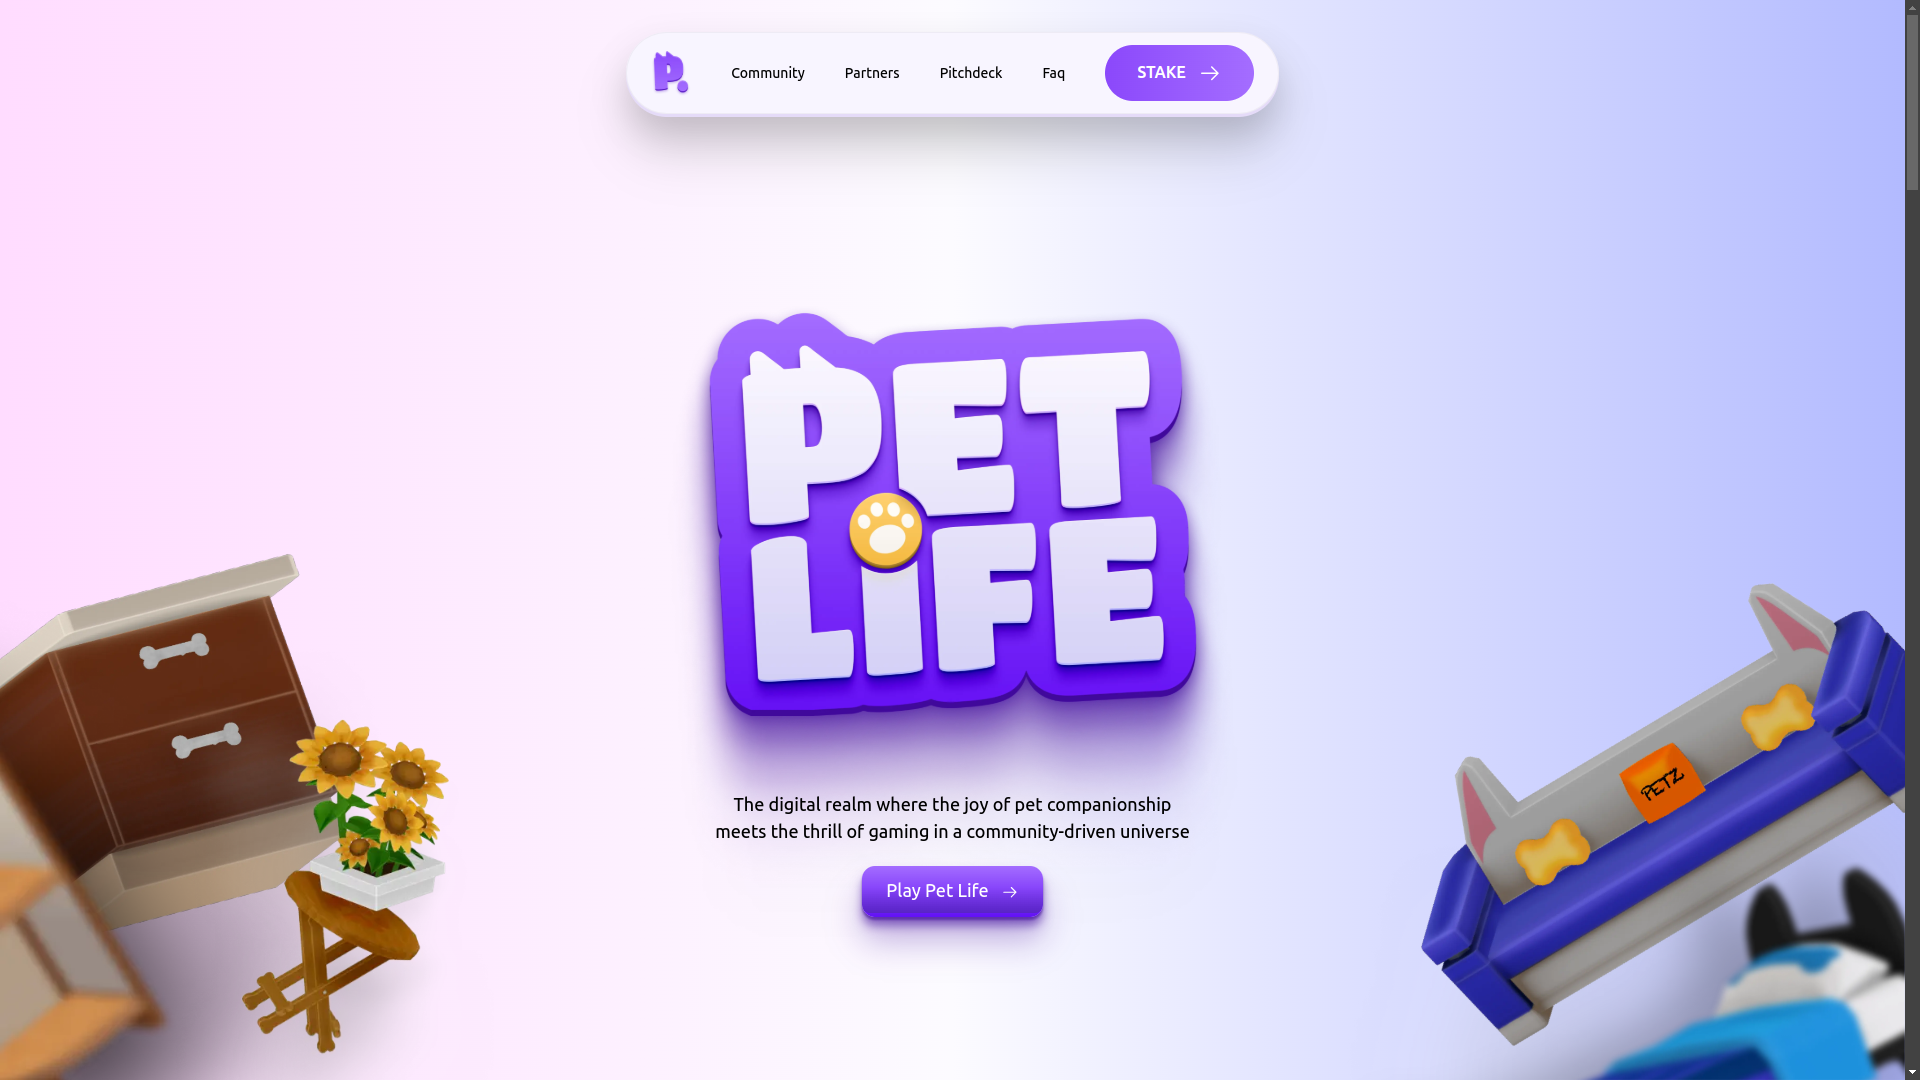 P.
Community
Partners
Pitchdeck
Faq
STAKE
PET
LIFE
PETZ
The digital realm where the joy of pet companionship
meets the thrill of gaming in a community-driven universe
Play Pet Life